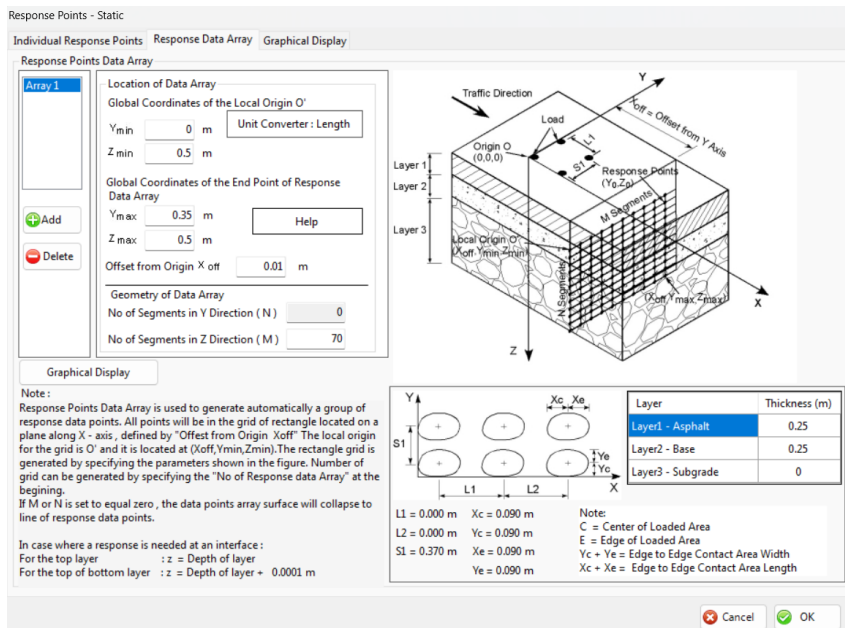 Response Points - Static
Individual Response Points
Response Data Array
Graphical Display
Response Points Data Array
Array 1
Add
Delete
Location of Data Array
Global Coordinates of the Local Origin O'
Ymin 0 m
Unit Converter : Length
Z min 0.5 m
Global Coordinates of the End Point of Response
Data Array
Ymax 0.35 m
Help
Z max 0.5 m
Offset from Origin X off 0.01 m
Geometry of Data Array
No of Segments in Y Direction ( N ) 0
No of Segments in Z Direction ( M ) 70
Graphical Display
Traffic Direction
Y
Xoff = Offset from Y Axis
Load
Origin O
(0,0,0)
L1
S1
Response Points
(Y0,Z0)
Layer 1
Layer 2
Layer 3
M Segments
Local Origin O'
(Xoff,Ymin,Zmin)
N Segments
(Xoff,Ymax,Zmax)
X
Z
Note :
Response Points Data Array is used to generate automatically a group of
response data points. All points will be in the grid of rectangle located on a
plane along X - axis , defined by "Offest from Origin  Xoff" The local origin
for the grid is O' and it is located at (Xoff,Ymin,Zmin).The rectangle grid is
generated by specifying the parameters shown in the figure. Number of
grid can be generated by specifying the "No of Response data Array" at the
begining.
If M or N is set to equal zero , the data points array surface will collapse to
line of response data points.
In case where a response is needed at an interface :
For the top layer : z = Depth of layer
For the top of bottom layer : z = Depth of layer + 0.0001 m
Y
Xc Xe
S1
Ye
Yc
L1 L2 X
Layer Thickness (m)
Layer1 - Asphalt 0.25
Layer2 - Base 0.25
Layer3 - Subgrade 0
L1 = 0.000 m Xc = 0.090 m
L2 = 0.000 m Yc = 0.090 m
S1 = 0.370 m Xe = 0.090 m
Ye = 0.090 m
Note:
C = Center of Loaded Area
E = Edge of Loaded Area
Yc + Ye = Edge to Edge Contact Area Width
Xc + Xe = Edge to Edge Contact Area Length
Cancel
OK